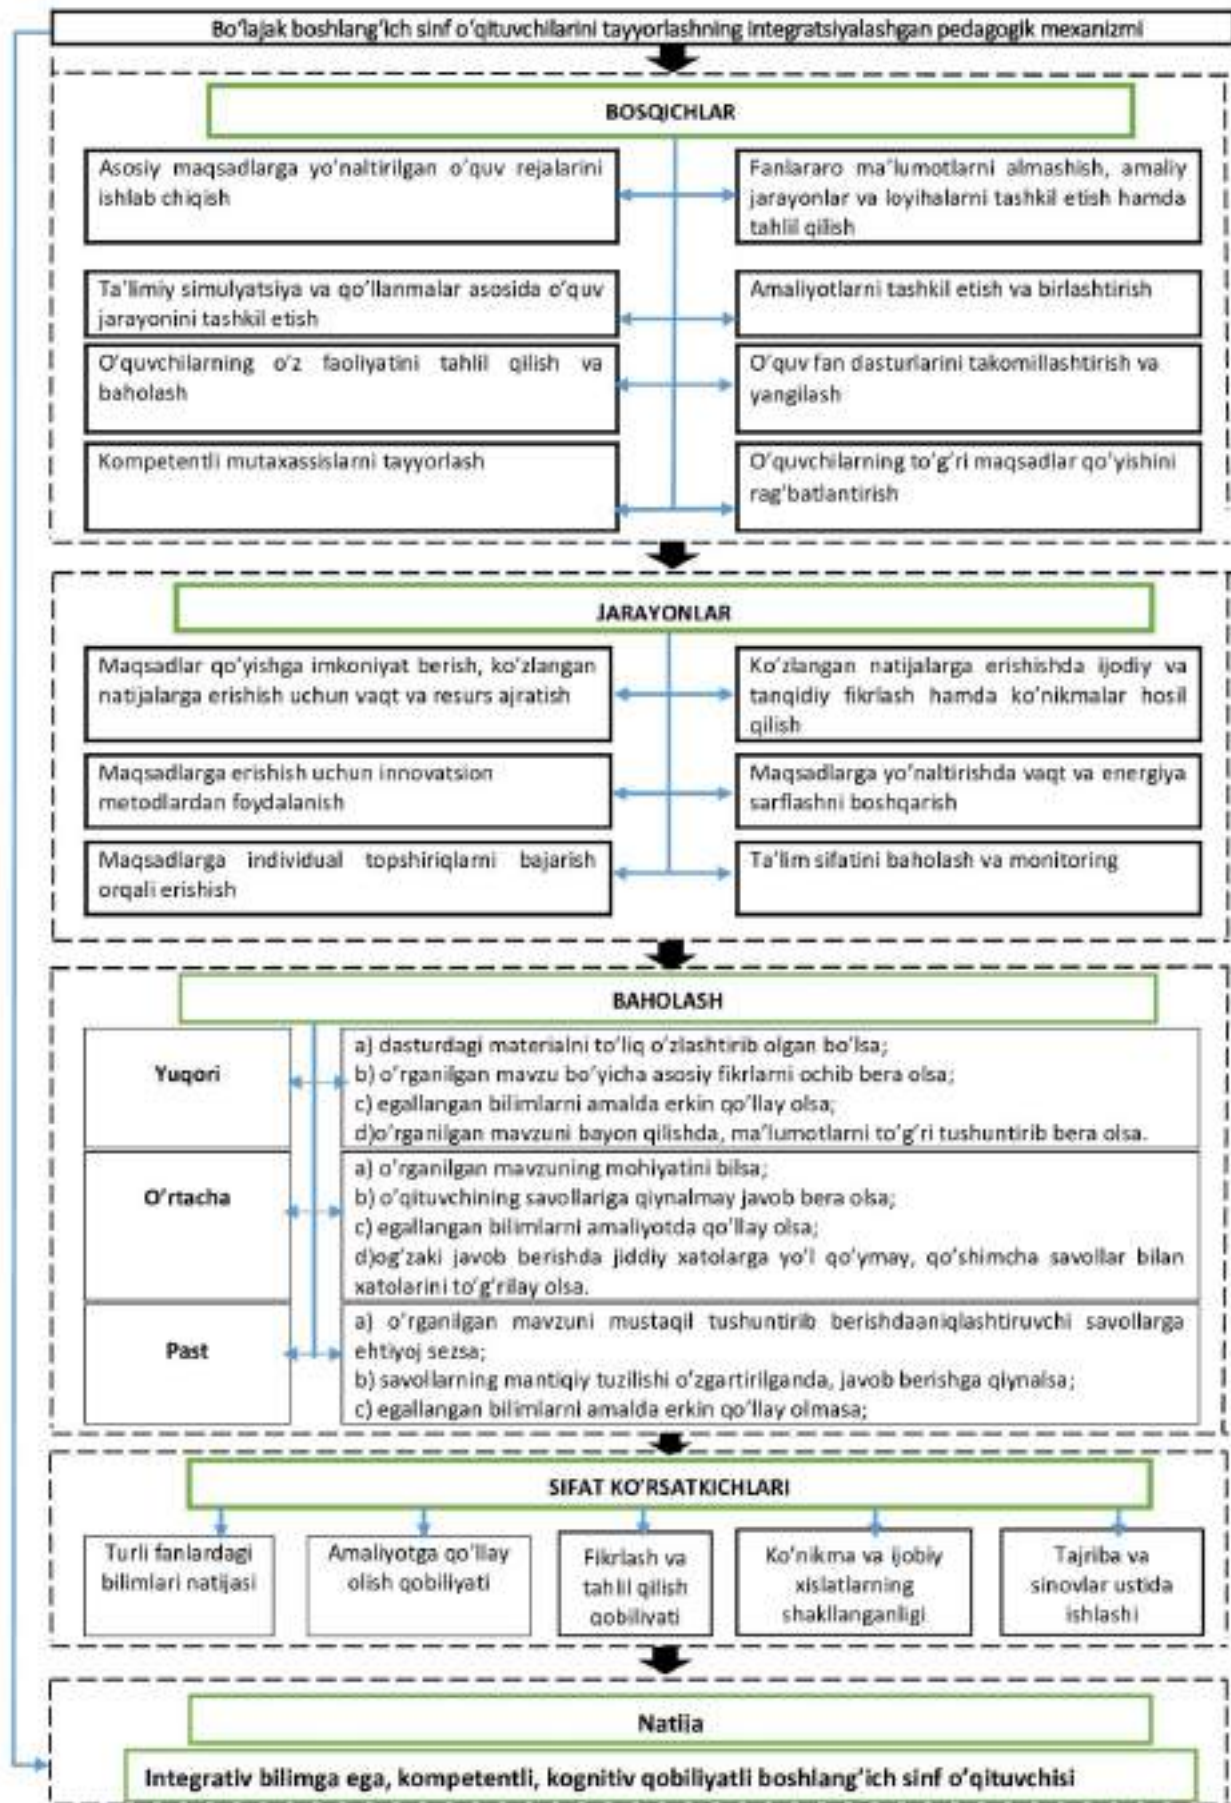 Bo'lajak boshlang'ich sinf o'qituvchilarini tayyorlashning integratsiyalashgan pedagogik mexanizmi
BOSQICHLAR
Asosiy maqsadlarga yo'naltirilgan o'quv rejalarini
ishlab chiqish
Fanlararo ma'lumotlarni almashish, amaliy
jarayonlar va loyihalarni tashkil etish hamda
tahlil qilish
Ta'limiy simulyatsiya va qo'llanmalar asosida o'quv
jarayonini tashkil etish
Amaliyotlarni tashkil etish va birlashtirish
O'quvchilarning o'z faoliyatini tahlil qilish va
baholash
O'quv fan dasturlarini takomillashtirish va
yangilash
Kompetentli mutaxassislarni tayyorlash
O'quvchilarning to'g'ri maqsadlar qo'yishini
rag'batlantirish
JARAYONLAR
Maqsadlar qo'yishga imkoniyat berish, ko'zlangan
natijalarga erishish uchun vaqt va resurs ajratish
Ko'zlangan natijalarga erishishda ijodiy va
tanqidiy fikrlash hamda ko'nikmalar hosil
qilish
Maqsadlarga erishish uchun innovatsion
metodlardan foydalanish
Maqsadlarga yo'naltirishda vaqt va energiya
sarflashni boshqarish
Maqsadlarga individual topshiriqlarni bajarish
orqali erishish
Ta'lim sifatini baholash va monitoring
BAHOLASH
Yuqori
a) dasturdagi materialni to'liq o'zlashtirib olgan bo'lsa;
b) o'rganilgan mavzu bo'yicha asosiy fikrlarni ochib bera olsa;
c) egallangan bilimlarni amalda erkin qo'llay olsa;
d)o'rganilgan mavzuni bayon qilishda, ma'lumotlarni to'g'ri tushuntirib bera olsa.
O'rtacha
a) o'rganilgan mavzuning mohiyatini bilsa;
b) o'qituvchining savollariga qiynalmay javob bera olsa;
c) egallangan bilimlarni amaliyotda qo'llay olsa;
d)og'zaki javob berishda jiddiy xatolarga yo'l qo'ymay, qo'shimcha savollar bilan
xatolarini to'g'rilay olsa.
Past
a) o'rganilgan mavzuni mustaqil tushuntirib berishdaaniqlashtiruvchi savollarga
ehtiyoj sezsa;
b) savollarning mantiqiy tuzilishi o'zgartirilganda, javob berishga qiynalsa;
c) egallangan bilimlarni amalda erkin qo'llay olmasa;
SIFAT KO'RSATKICHLARI
Turli fanlardagi
bilimlari natijasi
Amaliyotga qo'llay
olish qobiliyati
Fikrlash va
tahlil qilish
qobiliyati
Ko'nikma va ijobiy
xislatlarning
shakllanganligi
Tajriba va
sinovlar ustida
ishlashi
Natija
Integrativ bilimga ega, kompetentli, kognitiv qobiliyatli boshlang'ich sinf o'qituvchisi